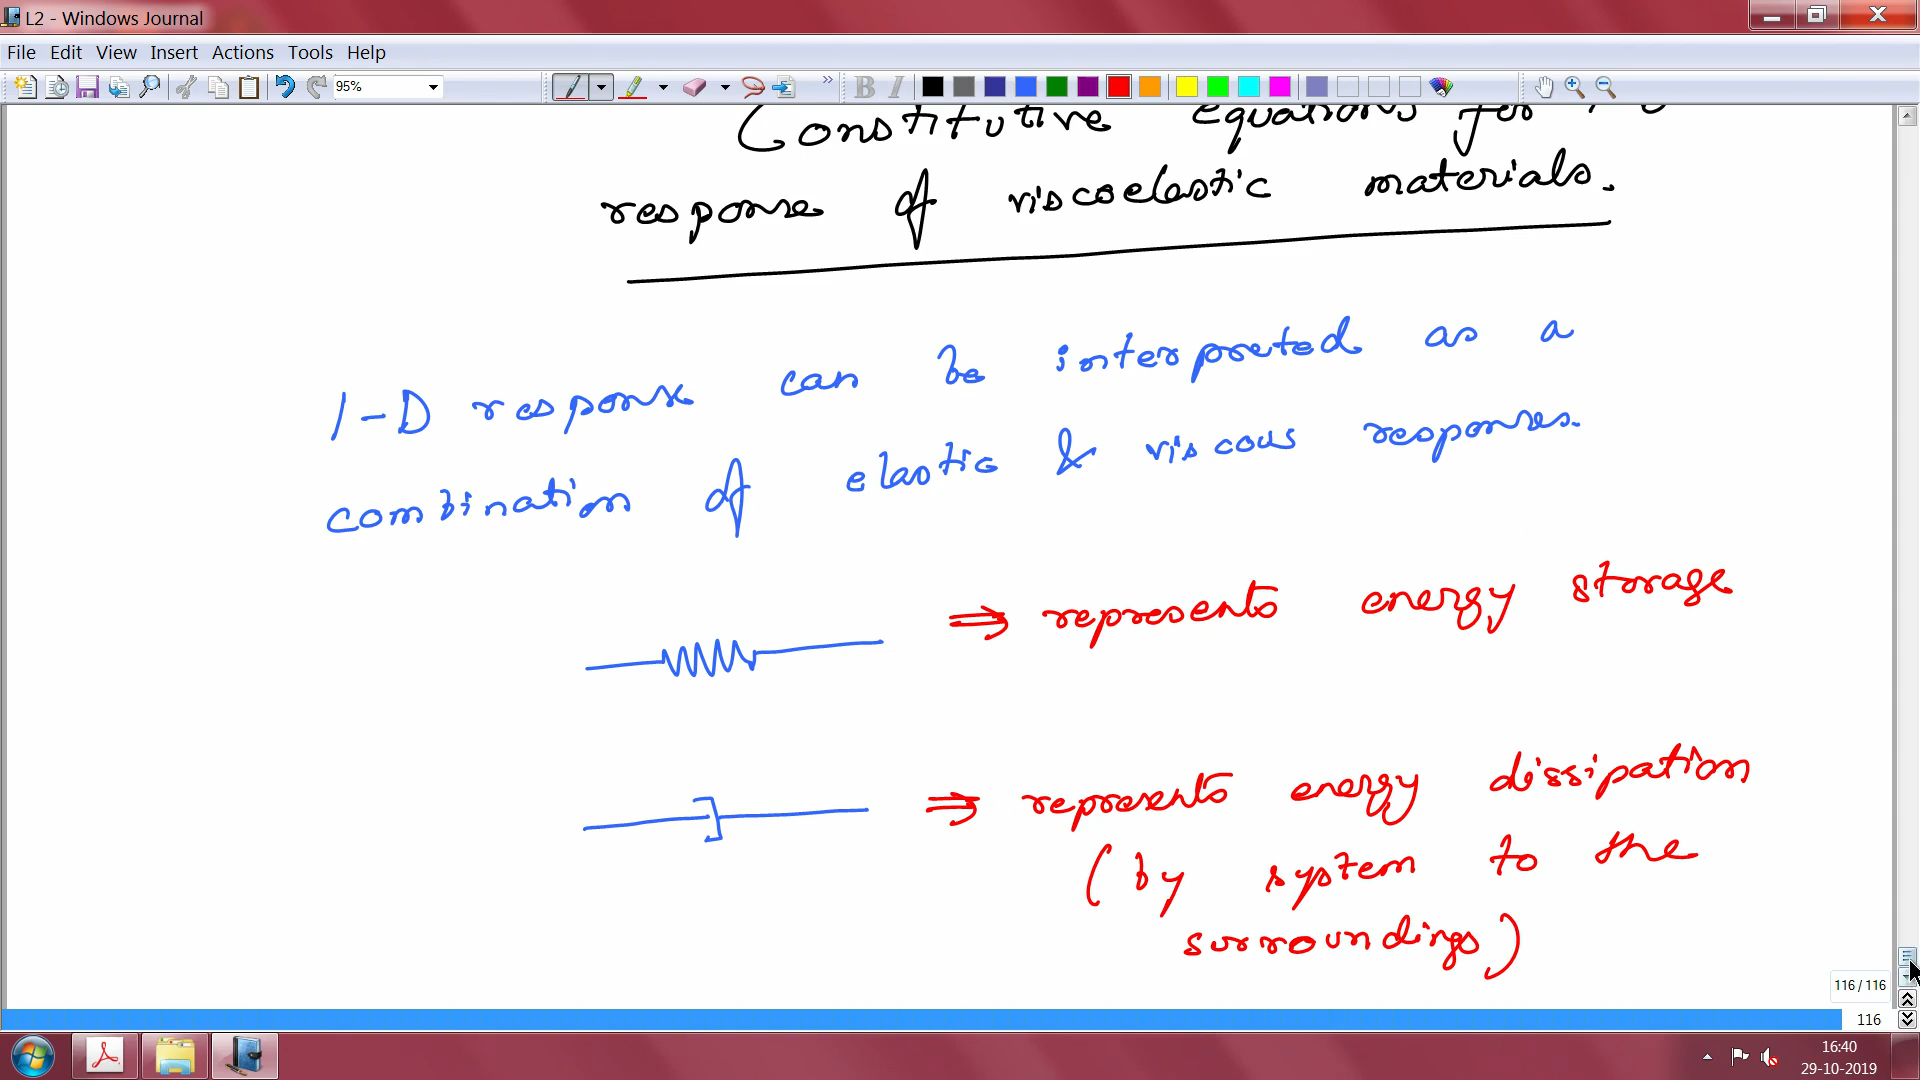 L2 - Windows Journal
File Edit View Insert Actions Tools Help
95%
B I
Constitutive equations for
response of viscoelastic materials.
1-D response can be interpreted as a
combination of elastic & viscous responses.
⇒ represents energy storage
⇒ represents energy dissipation
(by system to the
surroundings)
116 / 116
116
16:40
29-10-2019